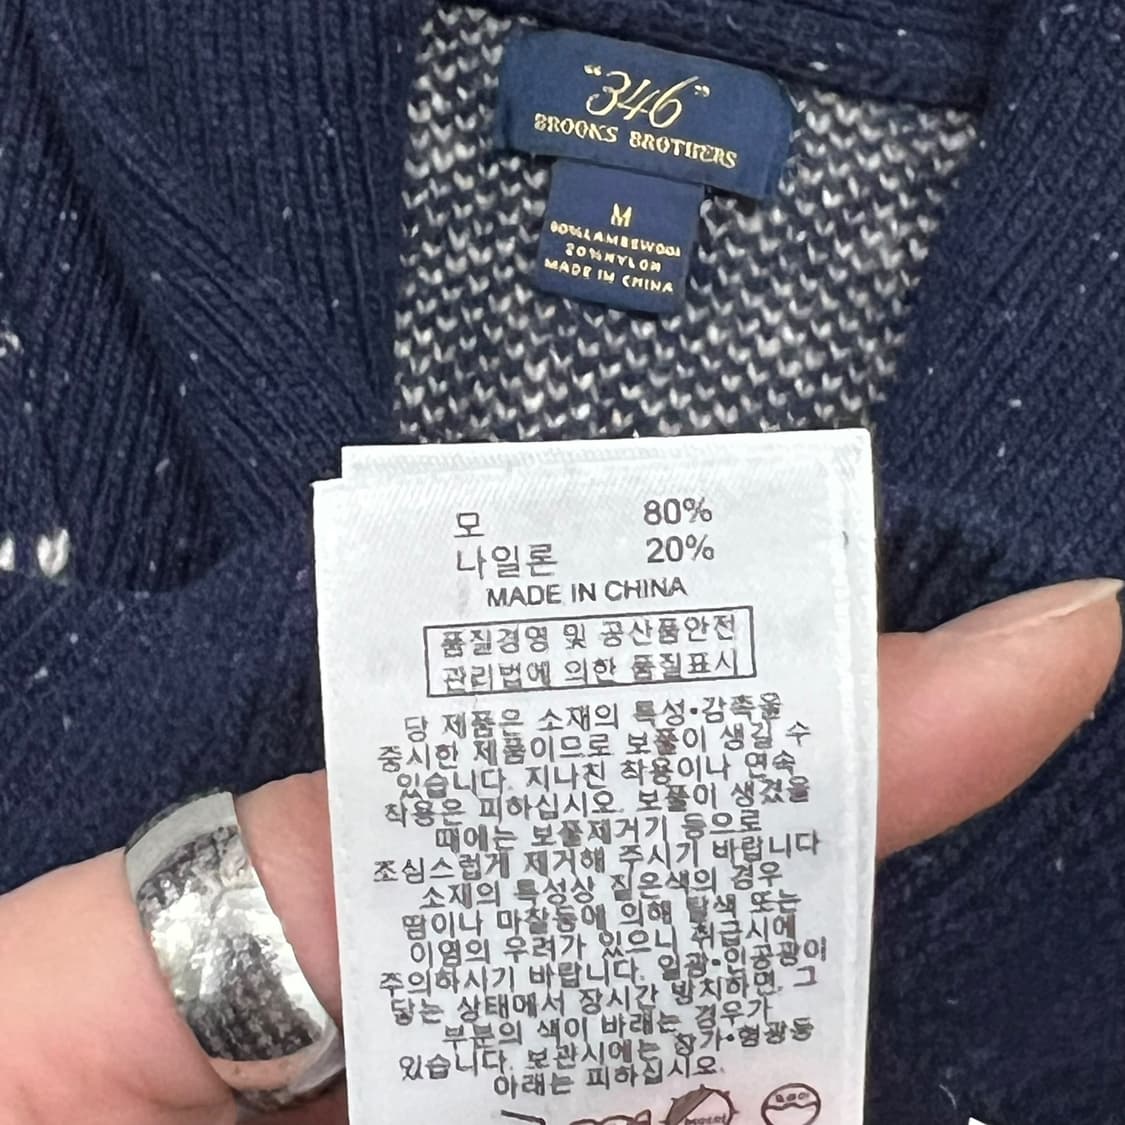 "346"
BROOKS BROTHERS
M
80%LAMBSWOOL
20%NYLON
MADE IN CHINA
모 80%
나일론 20%
MADE IN CHINA
품질경영 및 공산품안전
관리법에 의한 품질표시
당 제품은 소재의 특성•감촉을
중시한 제품이므로 보풀이 생길 수
있습니다. 지나친 착용이나 연속
착용은 피하십시오. 보풀이 생겼을
때에는 보풀제거기 등으로
조심스럽게 제거해 주시기 바랍니다
소재의 특성상 짙은색의 경우
땀이나 마찰등에 의해 탈색 또는
이염의 우려가 있으니 취급시에
주의하시기 바랍니다. 일광•인공광이
닿는 상태에서 장시간 방치하면, 그
부분의 색이 바래는 경우가
있습니다. 보관시에는 창가•형광등
아래는 피하십시오.